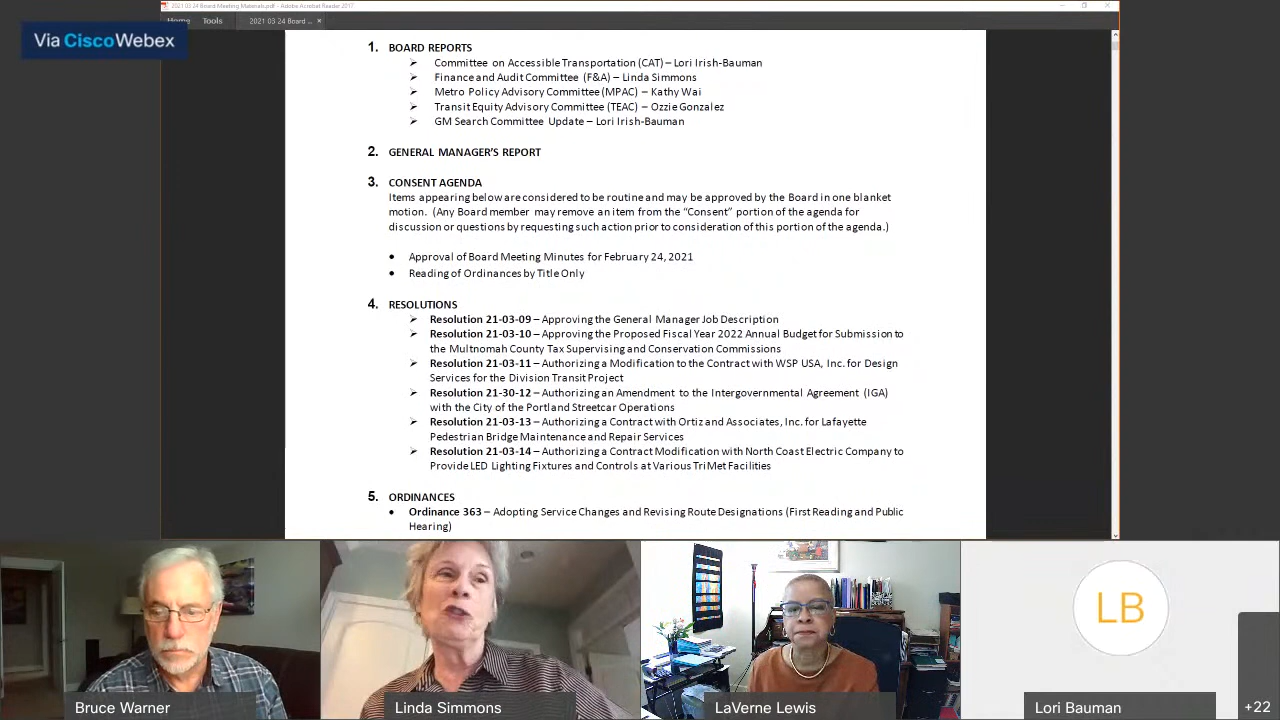 2021 03 24 Board Meeting Materials.pdf - Adobe Acrobat Reader 2017
Home Tools 2021 03 24 Board ... ×
Via Cisco Webex
1. BOARD REPORTS
➢ Committee on Accessible Transportation (CAT) – Lori Irish-Bauman
➢ Finance and Audit Committee (F&A) – Linda Simmons
➢ Metro Policy Advisory Committee (MPAC) – Kathy Wai
➢ Transit Equity Advisory Committee (TEAC) – Ozzie Gonzalez
➢ GM Search Committee Update – Lori Irish-Bauman
2. GENERAL MANAGER'S REPORT
3. CONSENT AGENDA
Items appearing below are considered to be routine and may be approved by the Board in one blanket
motion. (Any Board member may remove an item from the "Consent" portion of the agenda for
discussion or questions by requesting such action prior to consideration of this portion of the agenda.)
• Approval of Board Meeting Minutes for February 24, 2021
• Reading of Ordinances by Title Only
4. RESOLUTIONS
➢ Resolution 21-03-09 – Approving the General Manager Job Description
➢ Resolution 21-03-10 – Approving the Proposed Fiscal Year 2022 Annual Budget for Submission to
the Multnomah County Tax Supervising and Conservation Commissions
➢ Resolution 21-03-11 – Authorizing a Modification to the Contract with WSP USA, Inc. for Design
Services for the Division Transit Project
➢ Resolution 21-30-12 – Authorizing an Amendment to the Intergovernmental Agreement (IGA)
with the City of the Portland Streetcar Operations
➢ Resolution 21-03-13 – Authorizing a Contract with Ortiz and Associates, Inc. for Lafayette
Pedestrian Bridge Maintenance and Repair Services
➢ Resolution 21-03-14 – Authorizing a Contract Modification with North Coast Electric Company to
Provide LED Lighting Fixtures and Controls at Various TriMet Facilities
5. ORDINANCES
• Ordinance 363 – Adopting Service Changes and Revising Route Designations (First Reading and Public
Hearing)
LB
Bruce Warner
Linda Simmons
LaVerne Lewis
Lori Bauman
+22